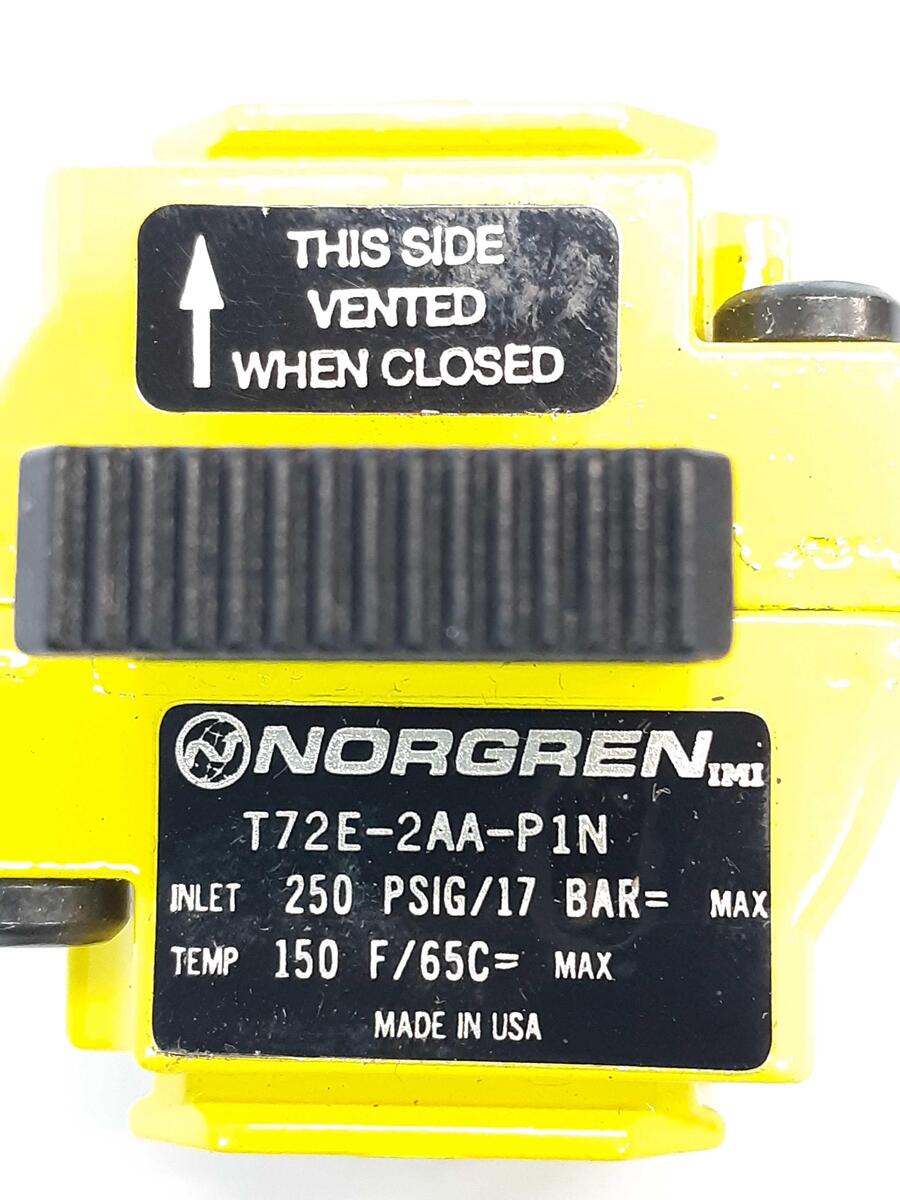 THIS SIDE
VENTED
WHEN CLOSED
NORGREN IMI
T72E-2AA-P1N
INLET 250 PSIG/17 BAR= MAX
TEMP 150 F/65C= MAX
MADE IN USA